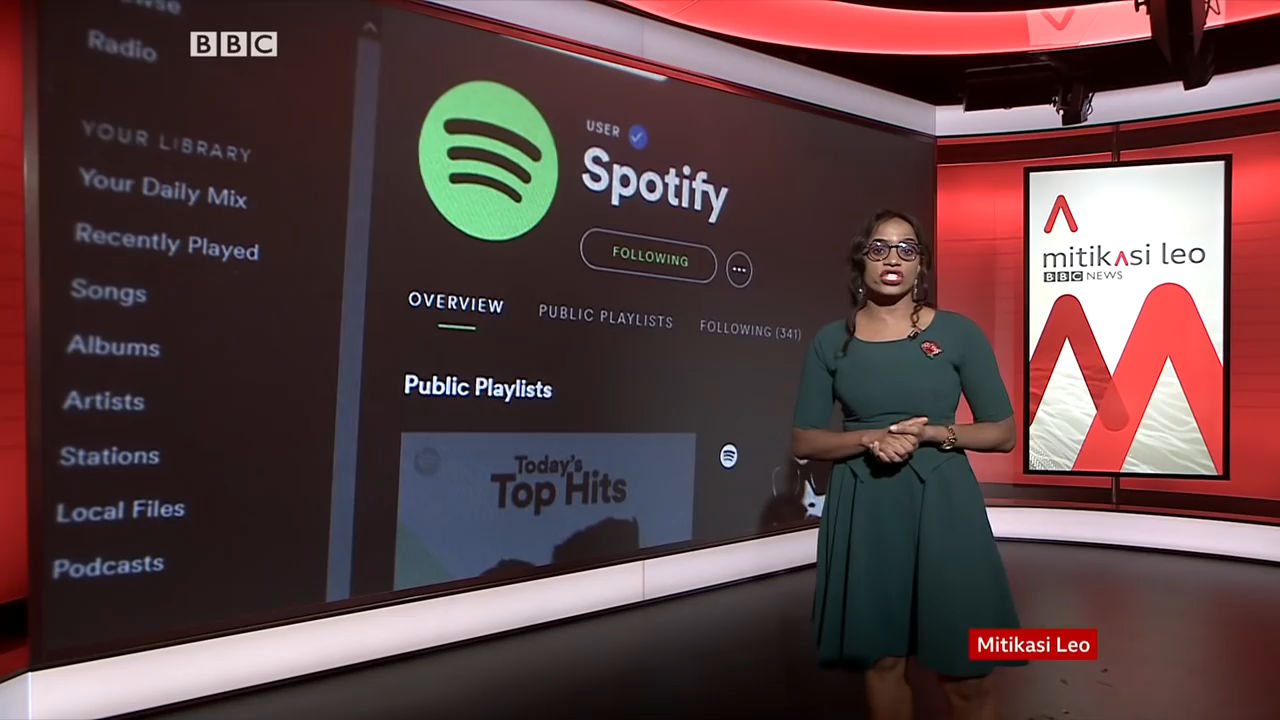 Radio
BBC
YOUR LIBRARY
Your Daily Mix
Recently Played
Songs
Albums
Artists
Stations
Local Files
Podcasts
USER
Spotify
FOLLOWING
OVERVIEW
PUBLIC PLAYLISTS
FOLLOWING (341)
Public Playlists
Today's
Top Hits
mitikasi leo
BBC NEWS
Mitikasi Leo